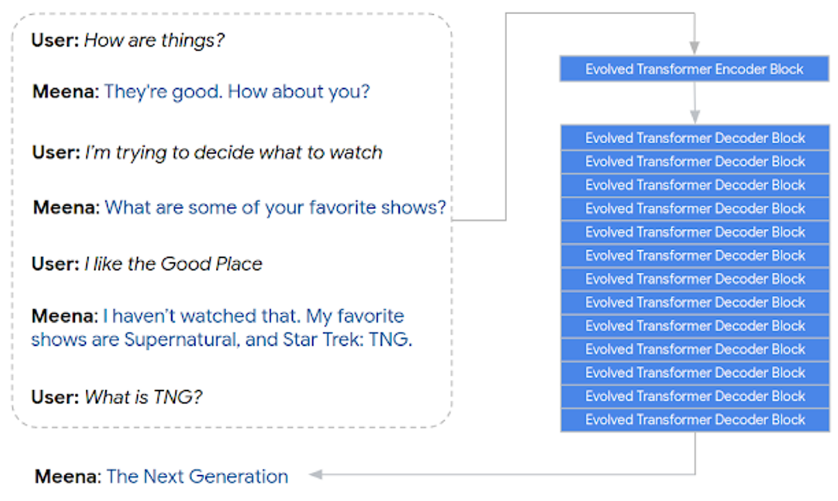 User: How are things?
Meena: They're good. How about you?
User: I'm trying to decide what to watch
Meena: What are some of your favorite shows?
User: I like the Good Place
Meena: I haven't watched that. My favorite
shows are Supernatural, and Star Trek: TNG.
User: What is TNG?
Meena: The Next Generation
Evolved Transformer Encoder Block
Evolved Transformer Decoder Block
Evolved Transformer Decoder Block
Evolved Transformer Decoder Block
Evolved Transformer Decoder Block
Evolved Transformer Decoder Block
Evolved Transformer Decoder Block
Evolved Transformer Decoder Block
Evolved Transformer Decoder Block
Evolved Transformer Decoder Block
Evolved Transformer Decoder Block
Evolved Transformer Decoder Block
Evolved Transformer Decoder Block
Evolved Transformer Decoder Block